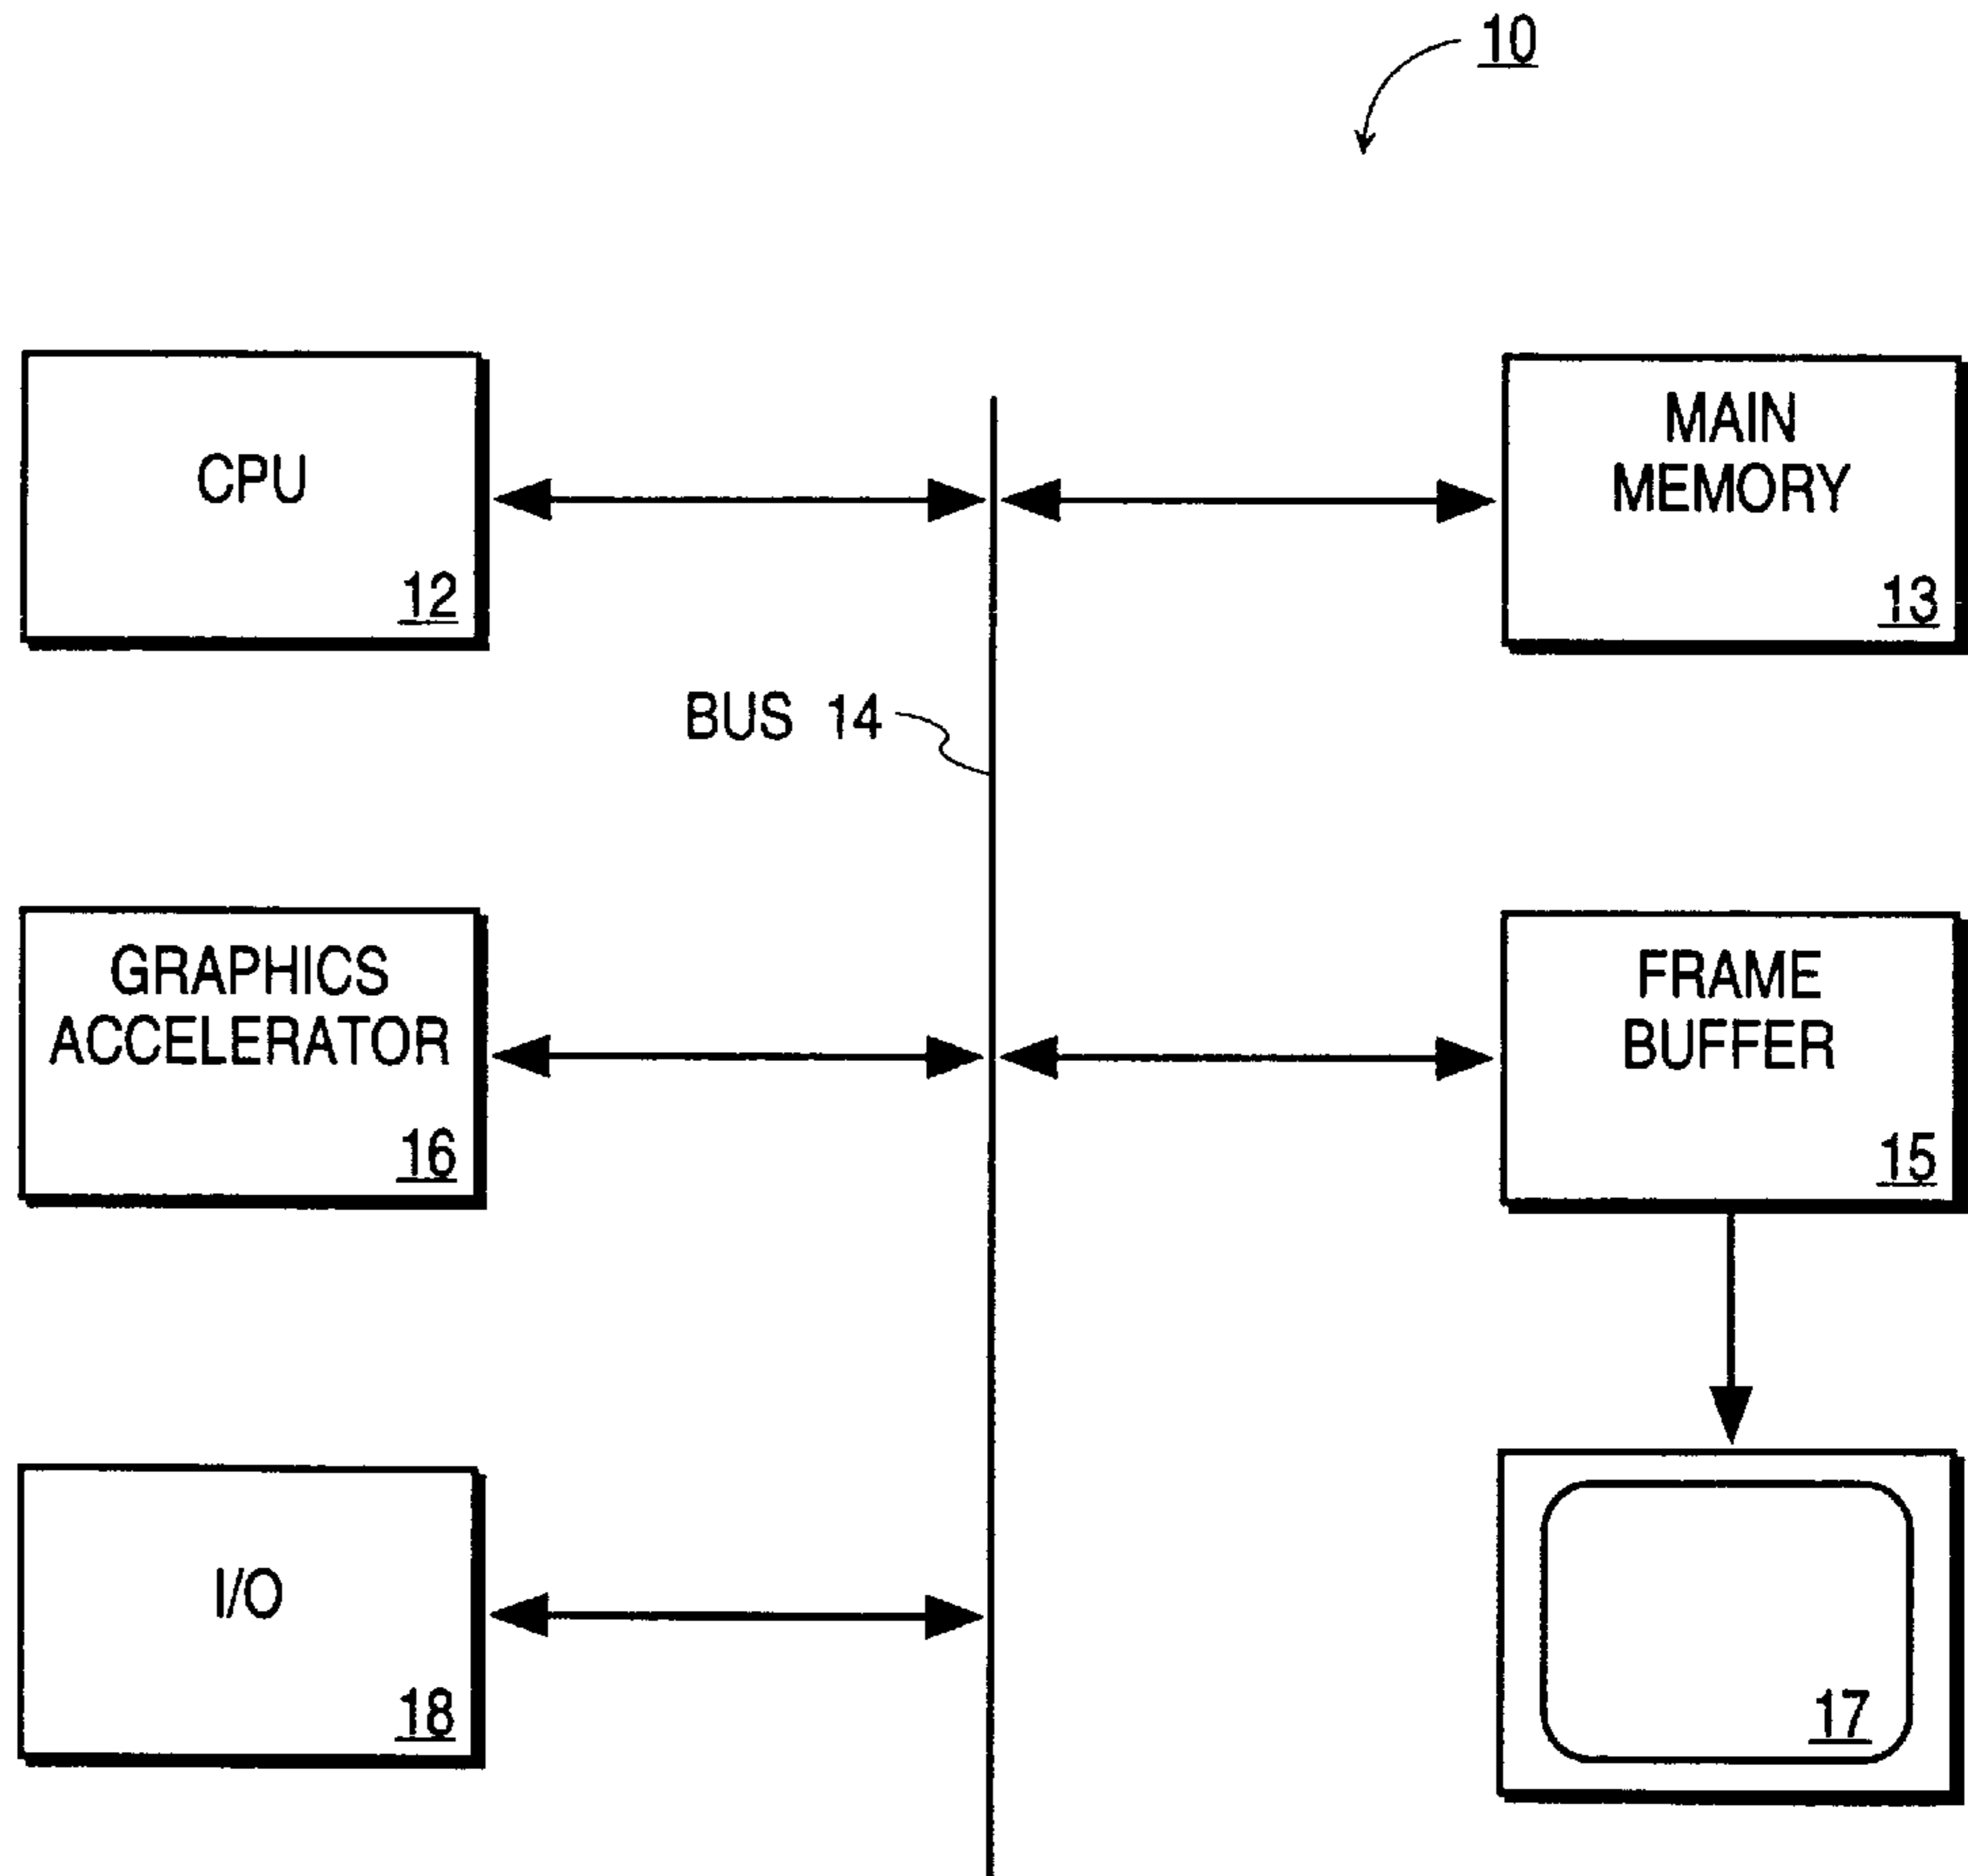 10
CPU
12
MAIN
MEMORY
13
BUS 14
GRAPHICS
ACCELERATOR
16
FRAME
BUFFER
15
I/O
18
17